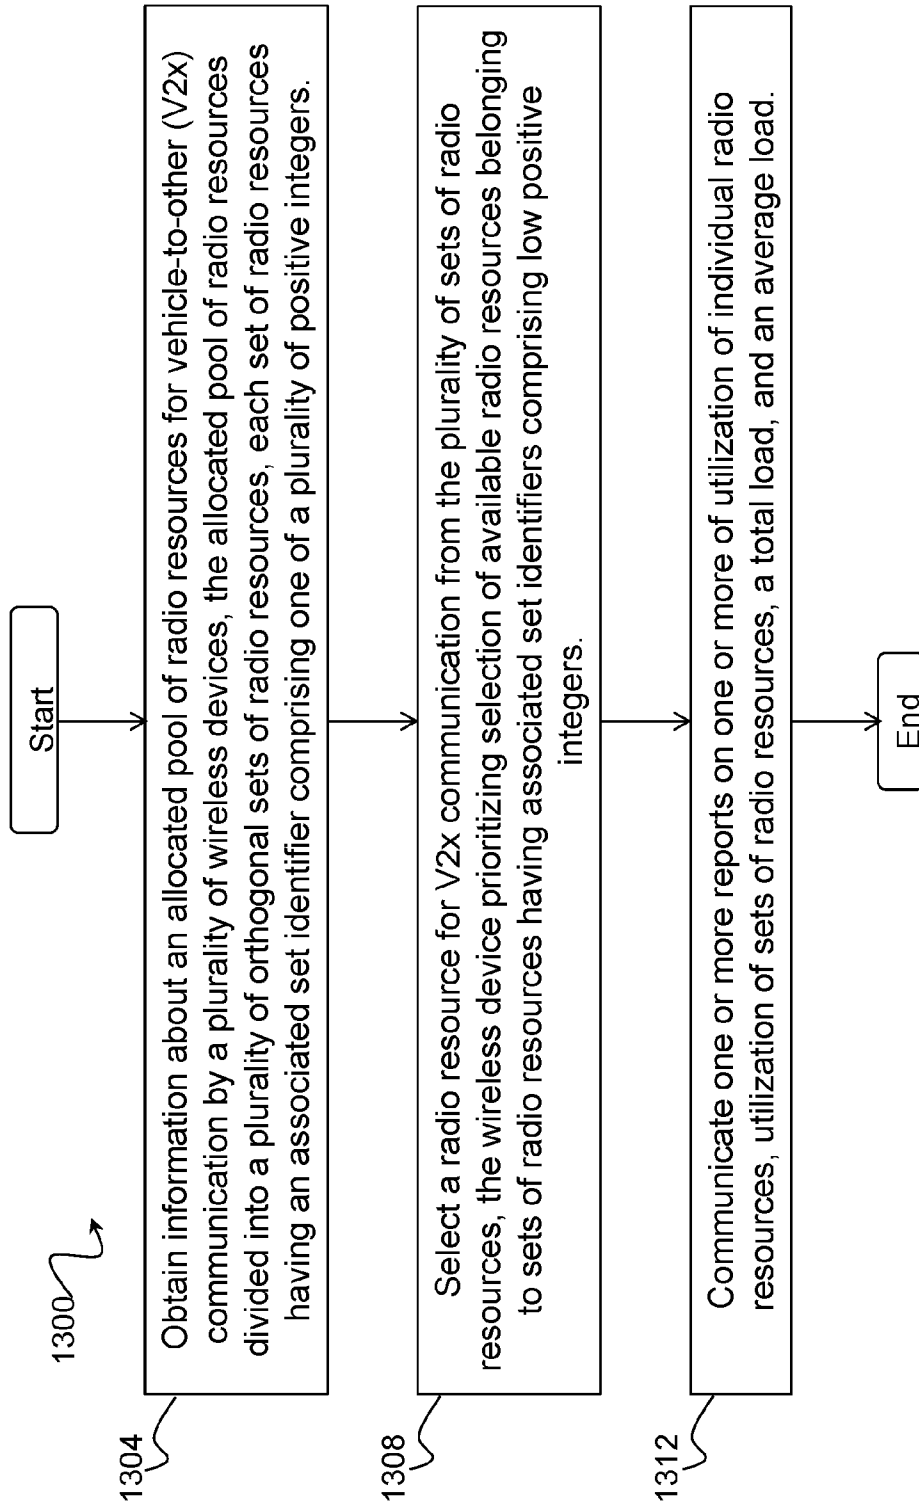 1300
Start
1304
Obtain information about an allocated pool of radio resources for vehicle-to-other (V2x)
communication by a plurality of wireless devices, the allocated pool of radio resources
divided into a plurality of orthogonal sets of radio resources, each set of radio resources
having an associated set identifier comprising one of a plurality of positive integers.
1308
Select a radio resource for V2x communication from the plurality of sets of radio
resources, the wireless device prioritizing selection of available radio resources belonging
to sets of radio resources having associated set identifiers comprising low positive
integers.
1312
Communicate one or more reports on one or more of utilization of individual radio
resources, utilization of sets of radio resources, a total load, and an average load.
End